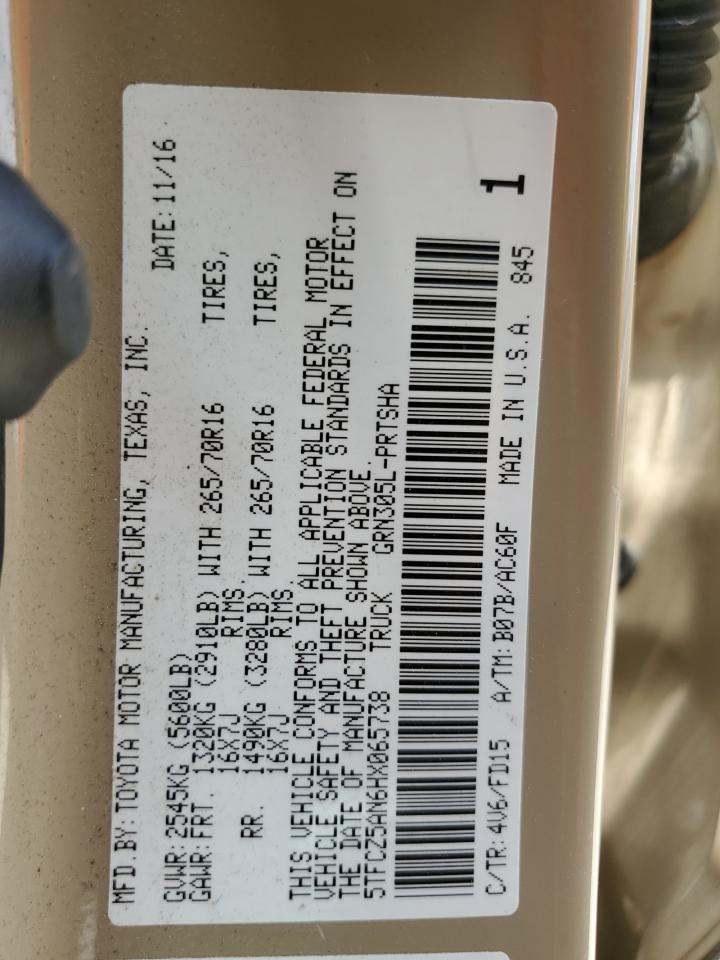 MFD.BY: TOYOTA MOTOR MANUFACTURING, TEXAS, INC. DATE: 11/16
GVWR: 2545KG (5600LB)
GAWR: FRT. 1320KG (2910LB) WITH 265/70R16 TIRES,
16X7J RIMS.
RR. 1490KG (3280LB) WITH 265/70R16 TIRES,
16X7J RIMS.
THIS VEHICLE CONFORMS TO ALL APPLICABLE FEDERAL MOTOR
VEHICLE SAFETY AND THEFT PREVENTION STANDARDS IN EFFECT ON
THE DATE OF MANUFACTURE SHOWN ABOVE.
5TFCZ5AN6HX065738 TRUCK GRN305L-PRTSHA
C/TR: 4V6/FD15 A/TM: B07B/AC60F MADE IN U.S.A. 845
1